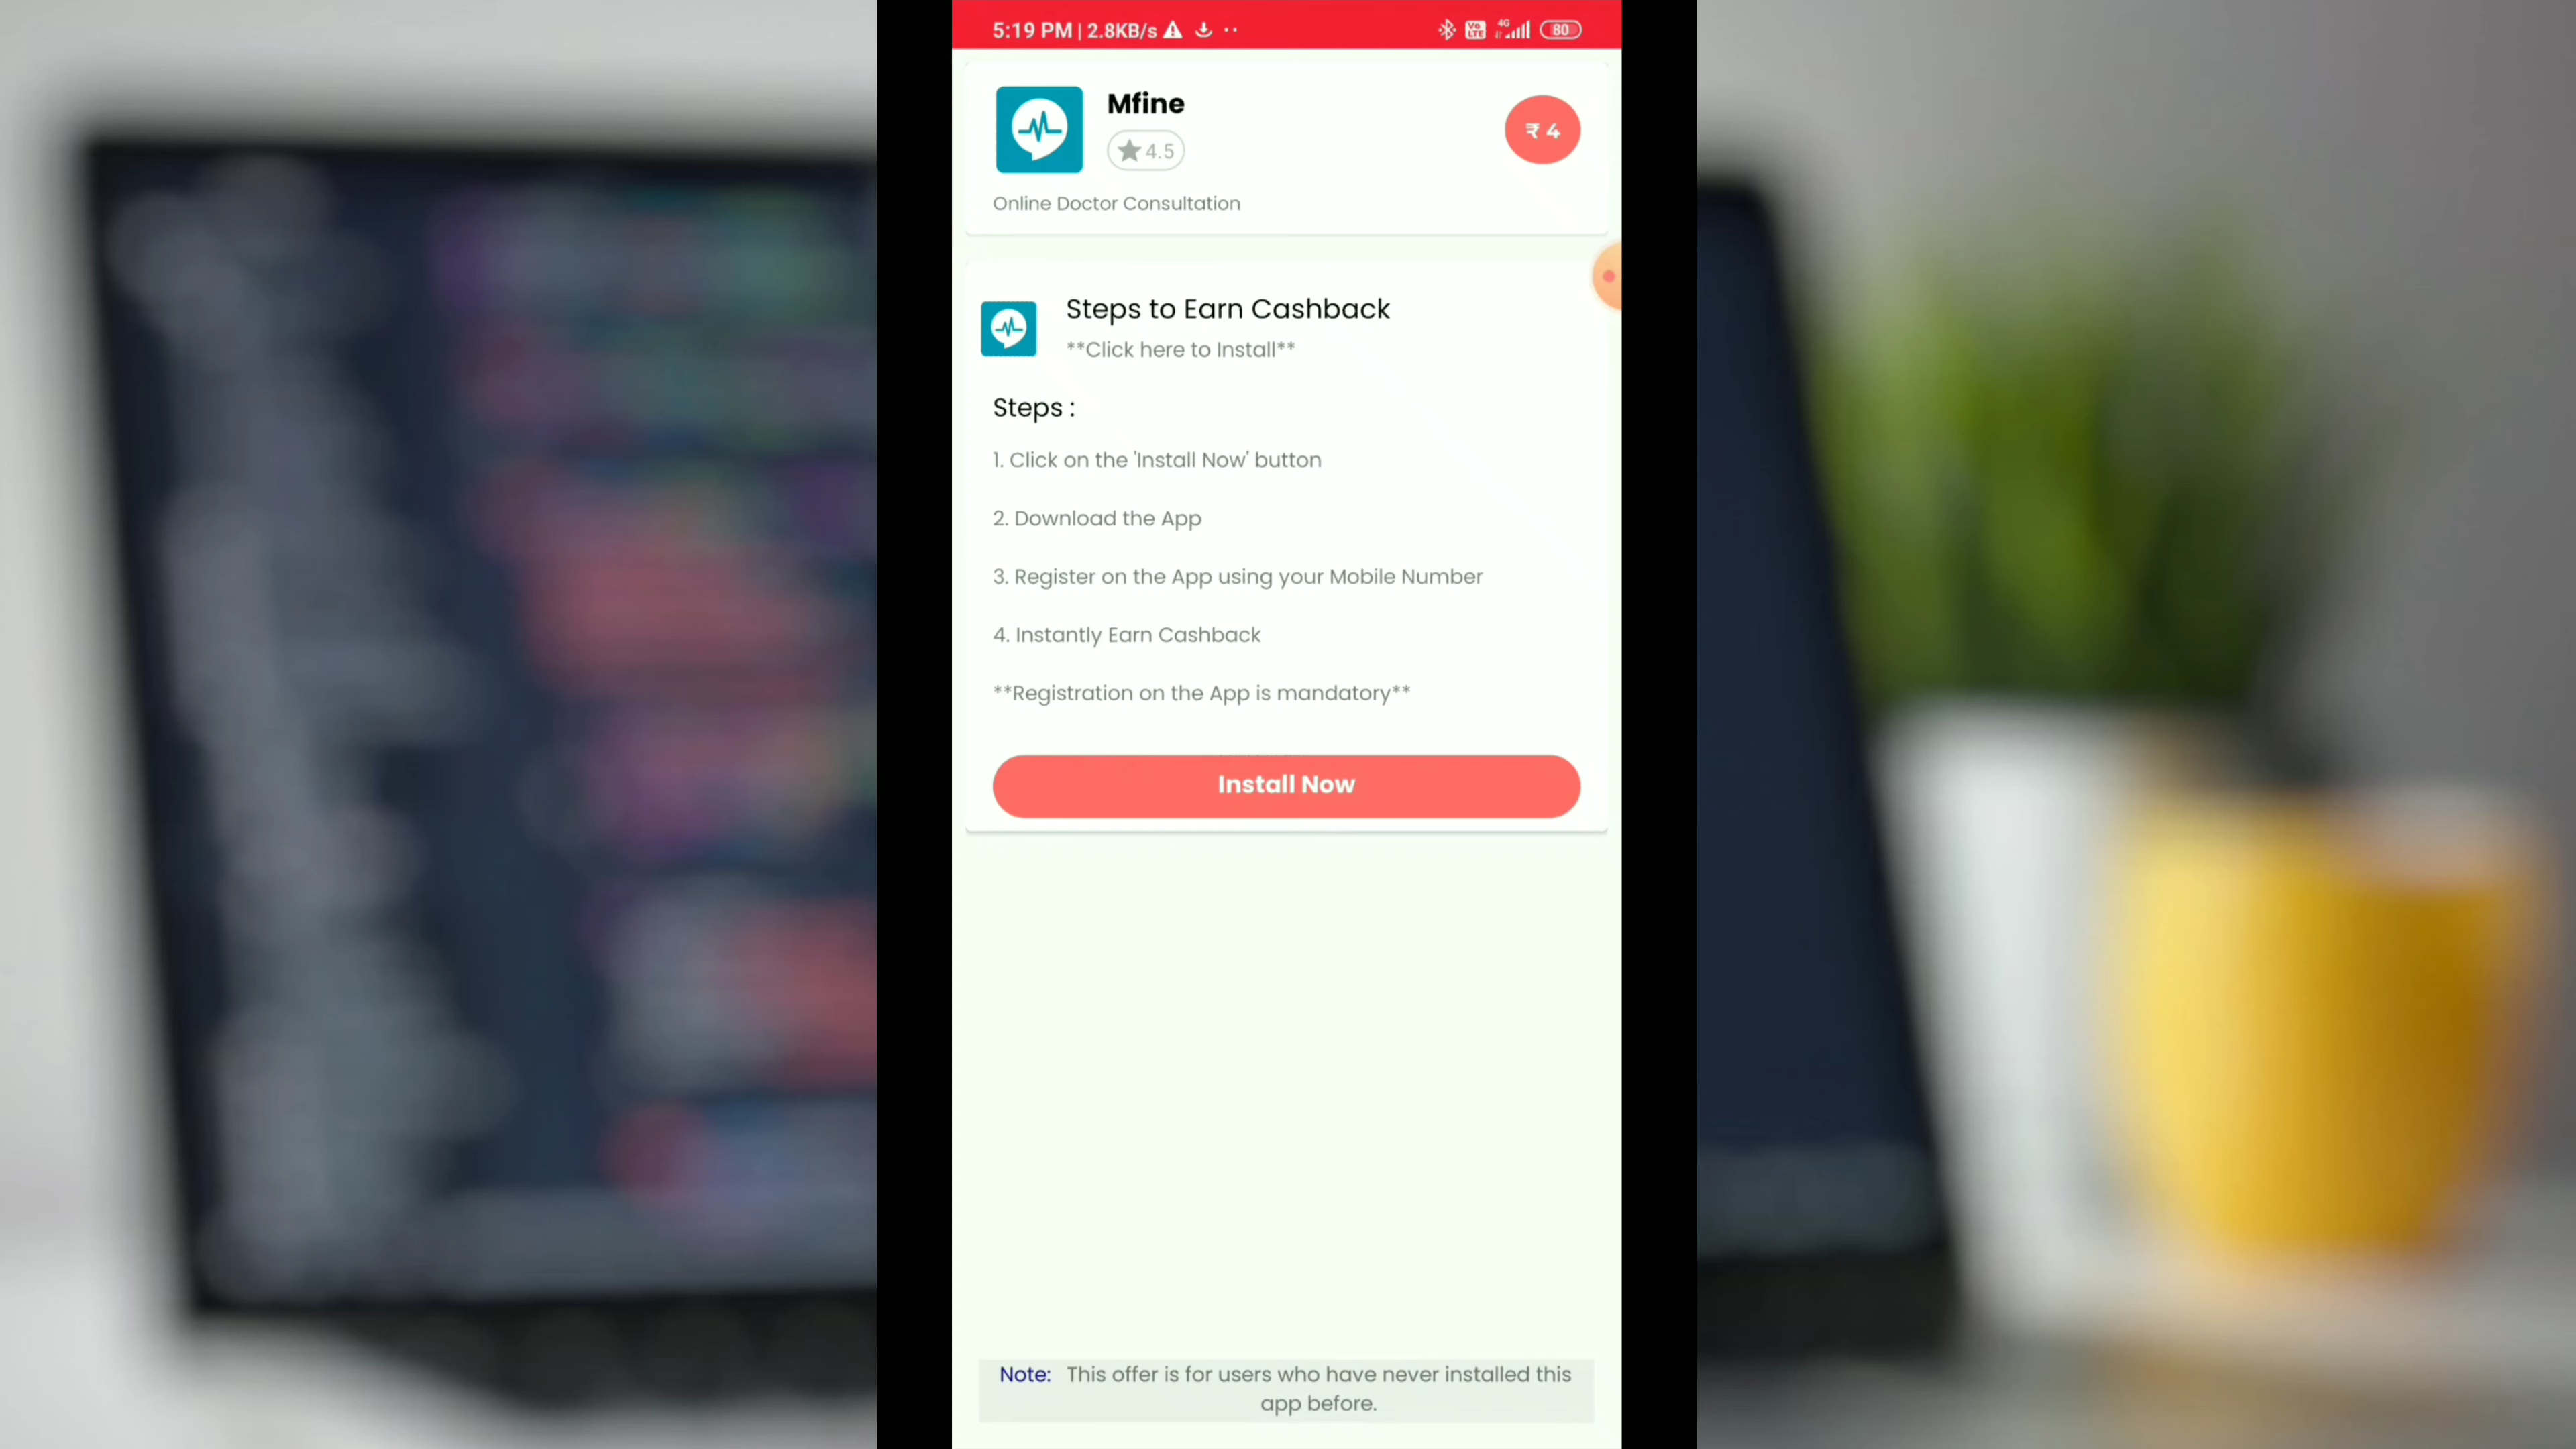 5:19 PM | 2.8KB/s
Vo LTE
4G
80
Mfine
4.5
₹ 4
Online Doctor Consultation
Steps to Earn Cashback
**Click here to Install**
Steps :
1. Click on the 'Install Now' button
2. Download the App
3. Register on the App using your Mobile Number
4. Instantly Earn Cashback
**Registration on the App is mandatory**
Install Now
Note: This offer is for users who have never installed this
app before.